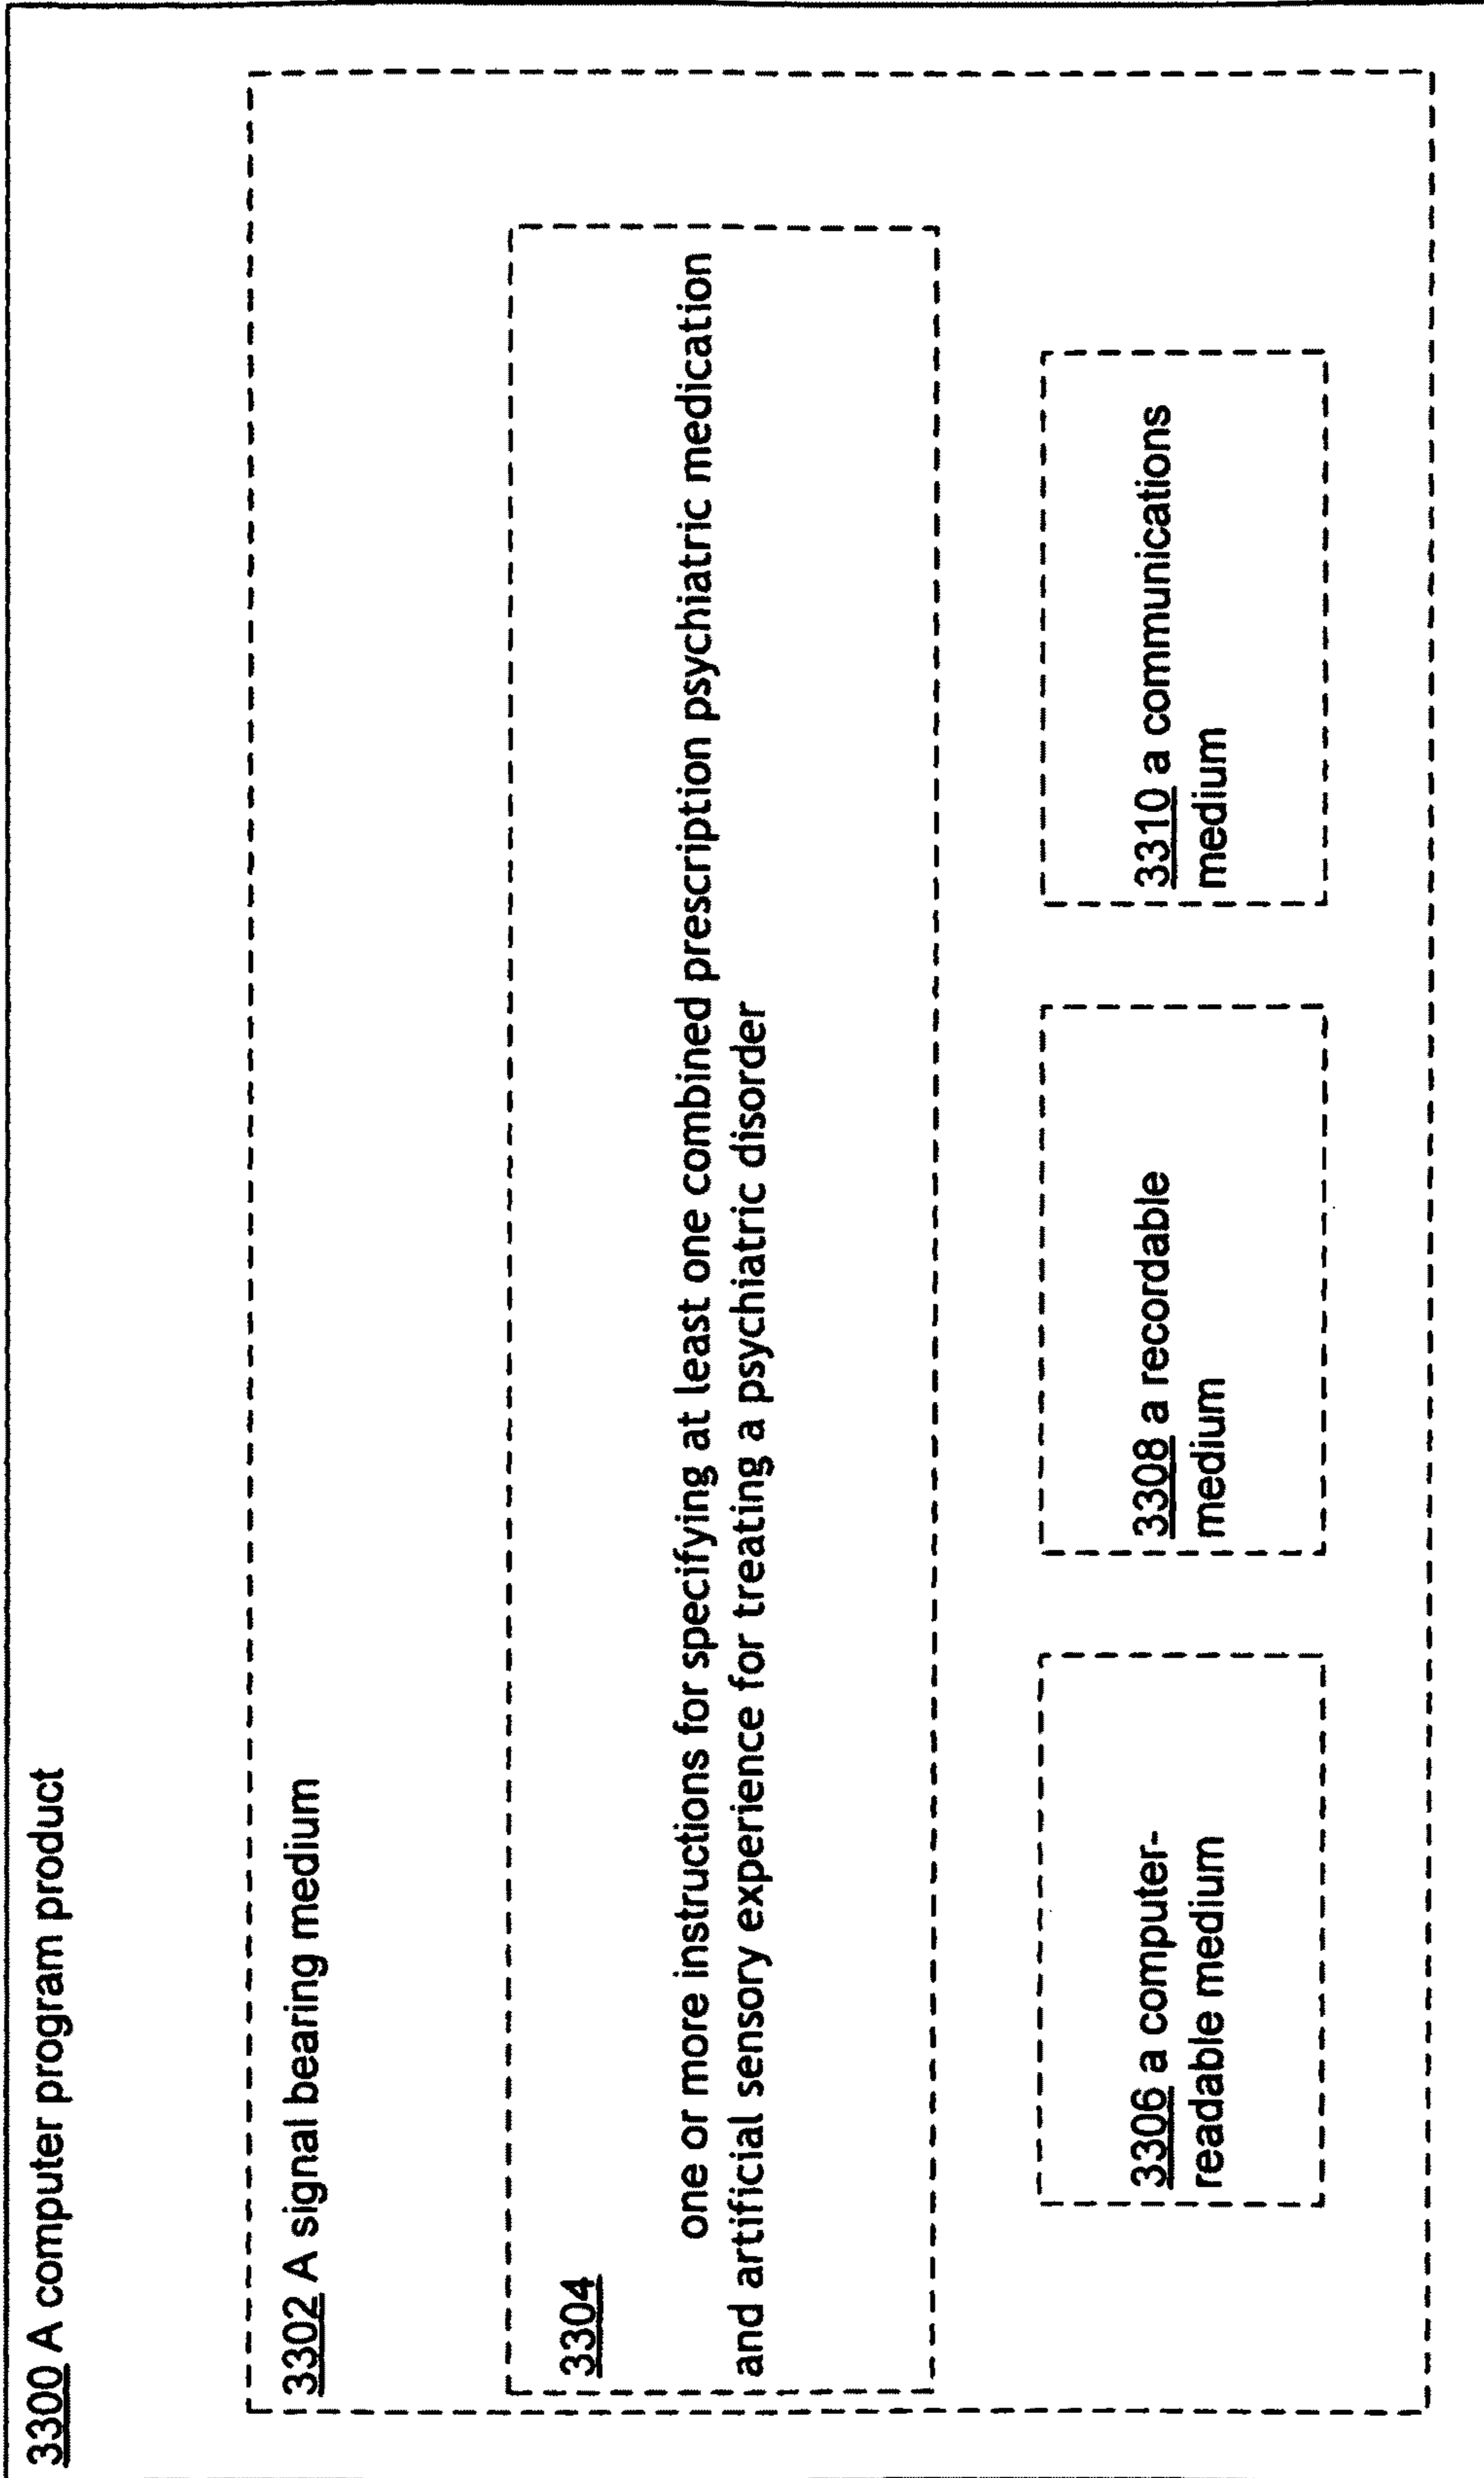 3300 A computer program product
3302 A signal bearing medium
3304
one or more instructions for specifying at least one combined prescription psychiatric medication
and artificial sensory experience for treating a psychiatric disorder
3306 a computer-
readable medium
3308 a recordable
medium
3310 a communications
medium